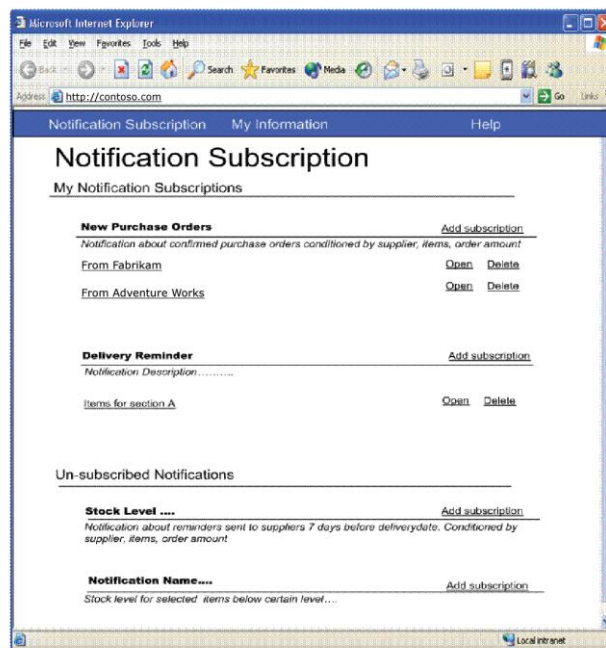 Microsoft Internet Explorer
File Edit View Favorites Tools Help
Back Search Favorites Media
Address http://contoso.com Go Links
Notification Subscription My Information Help
Notification Subscription
My Notification Subscriptions
New Purchase Orders Add subscription
Notification about confirmed purchase orders conditioned by supplier, items, order amount
From Fabrikam Open Delete
From Adventure Works Open Delete
Delivery Reminder Add subscription
Notification Description..........
Items for section A Open Delete
Un-subscribed Notifications
Stock Level .... Add subscription
Notification about reminders sent to suppliers 7 days before deliverydate. Conditioned by
supplier, items, order amount
Notification Name.... Add subscription
Stock level for selected items below certain level....
Local intranet